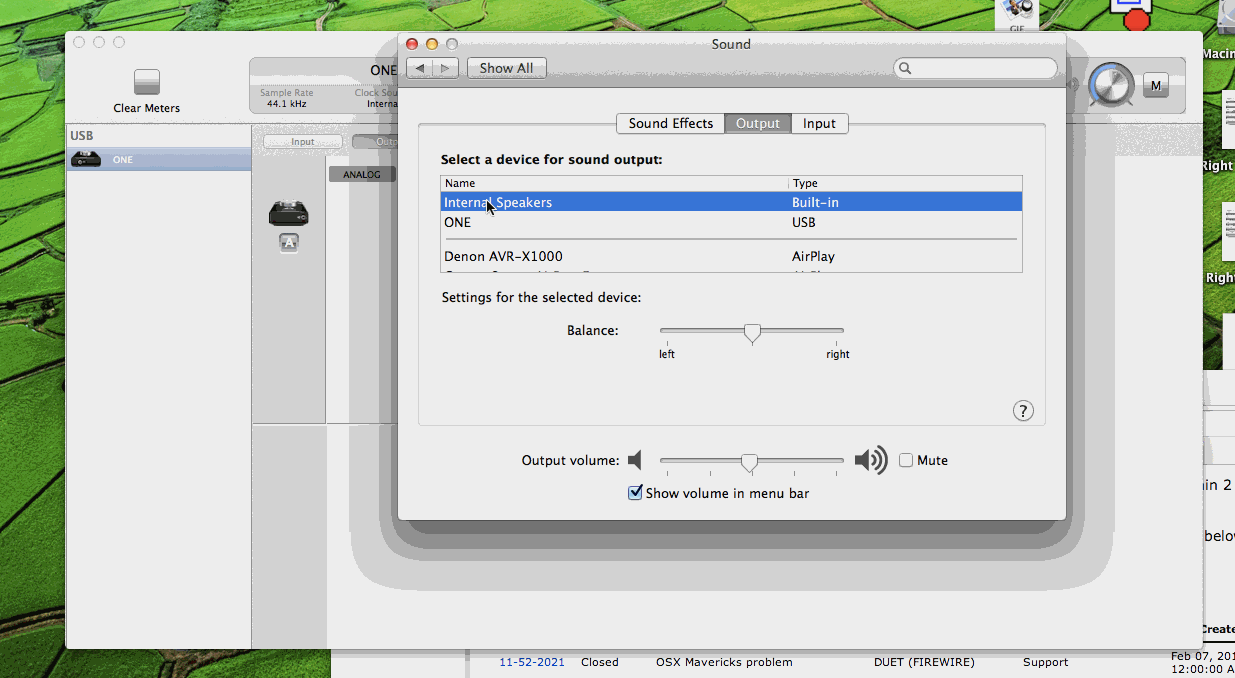 GIF
Macin
Sound
ONE
Show All
M
Sample Rate
44.1 kHz
Clock Sou
Interna
Clear Meters
USB
ONE
Input
Outp
ANALOG
A
Sound Effects
Output
Input
Select a device for sound output:
Name Type
Internal Speakers Built-in
ONE USB
Denon AVR-X1000 AirPlay
Settings for the selected device:
Balance:
left right
?
Output volume:
Mute
Show volume in menu bar
Right
Right
in 2
belo
Create
11-52-2021 Closed OSX Mavericks problem DUET (FIREWIRE) Support Feb 07, 201
12:00:00 A